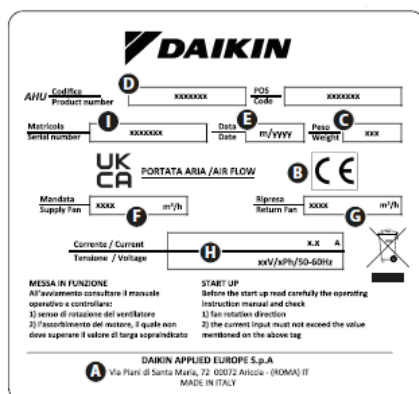 DAIKIN
D
AHU Codifica Product number xxxxxxx POS Code xxxxxxx
I E C
Matricola Serial number xxxxxxx Data Date m/yyyy Peso Weight xxx
UK CA PORTATA ARIA /AIR FLOW B CE
Mandata Supply Fan xxxx m³/h Ripresa Return Fan xxxx m³/h
F G
Corrente / Current x.x A
H
Tensione / Voltage xxV/xPh/50-60Hz
MESSA IN FUNZIONE
All'avviamento consultare il manuale
operativo e controllare:
1) senso di rotazione del ventilatore
2) l'assorbimento del motore, il quale non
deve superare il valore di targa sopraindicato
START UP
Before the start up read carefully the operating
instruction manual and check
1) fan rotation direction
2) the current input must not exceed the value
mentioned on the above tag
DAIKIN APPLIED EUROPE S.p.A
A Via Piani di Santa Maria, 72 00072 Ariccia - (ROMA) IT
MADE IN ITALY